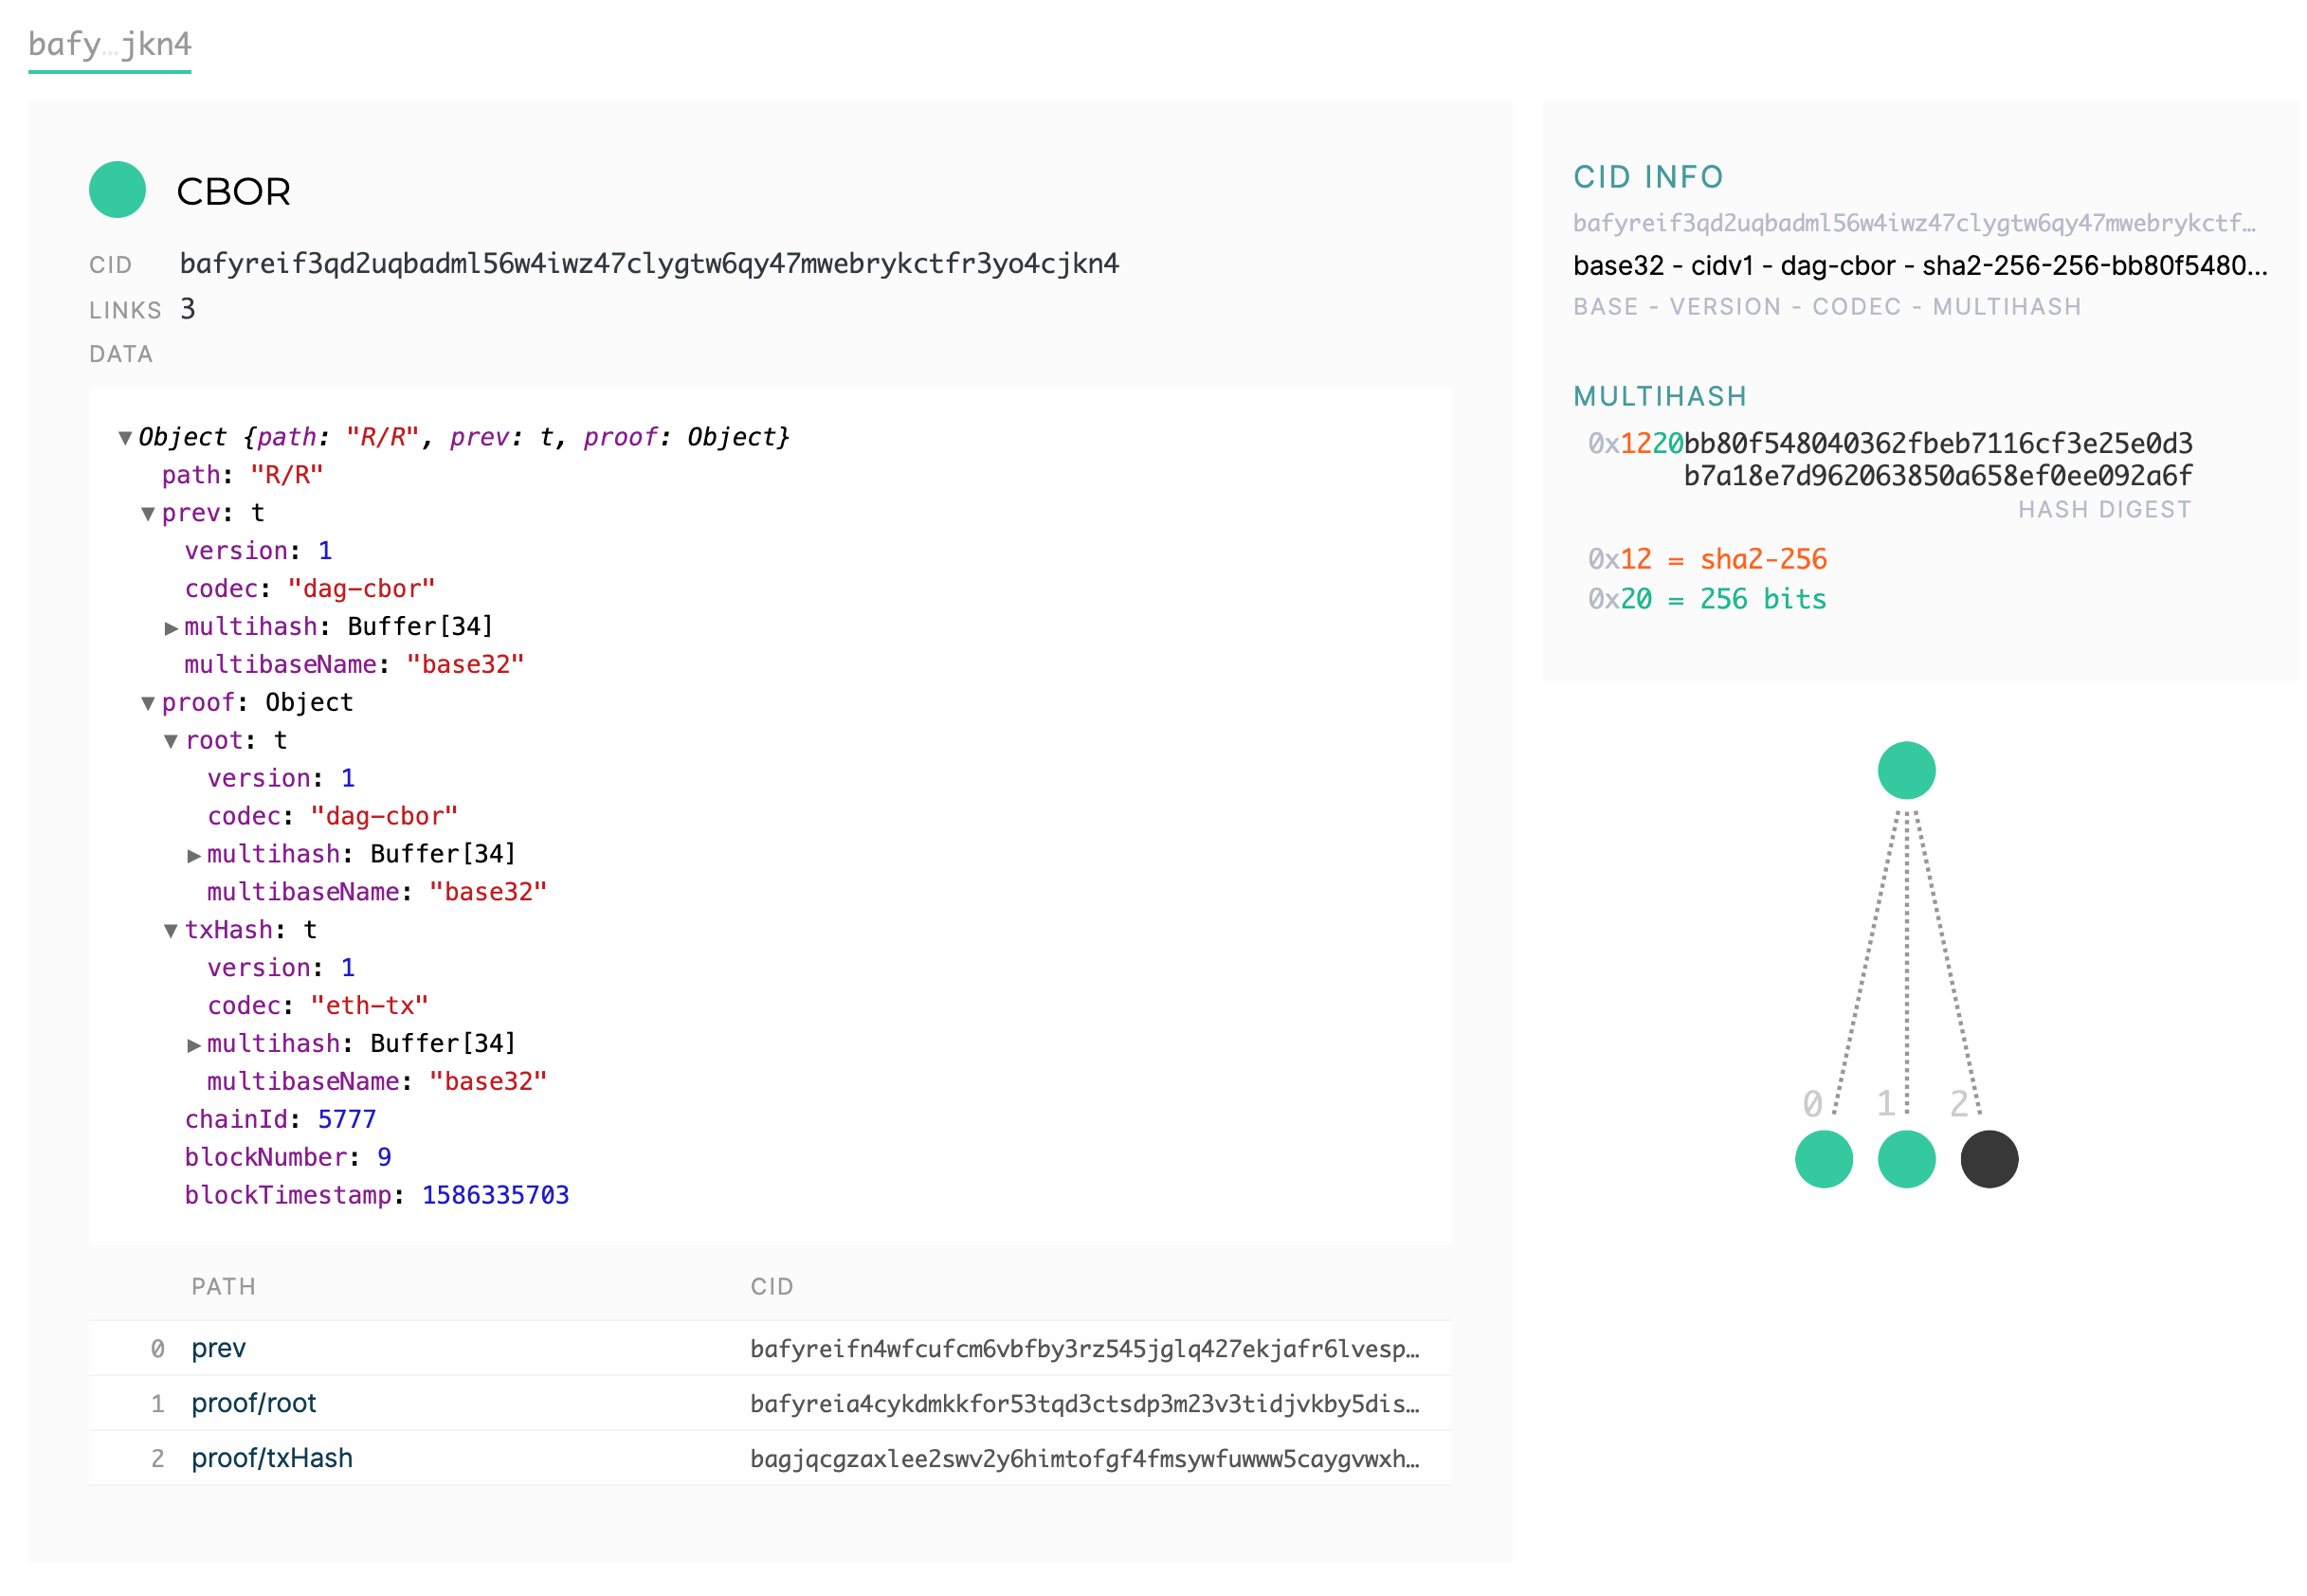 bafy…jkn4
CBOR
CID bafyreif3qd2uqbadml56w4iwz47clygtw6qy47mwebrykctfr3yo4cjkn4
LINKS 3
DATA
▼Object {path: "R/R", prev: t, proof: Object}
path: "R/R"
▼prev: t
version: 1
codec: "dag-cbor"
▶multihash: Buffer[34]
multibaseName: "base32"
▼proof: Object
▼root: t
version: 1
codec: "dag-cbor"
▶multihash: Buffer[34]
multibaseName: "base32"
▼txHash: t
version: 1
codec: "eth-tx"
▶multihash: Buffer[34]
multibaseName: "base32"
chainId: 5777
blockNumber: 9
blockTimestamp: 1586335703
PATH CID
0 prev bafyreifn4wfcufcm6vbfby3rz545jglq427ekjafr6lvesp…
1 proof/root bafyreia4cykdmkkfor53tqd3ctsdp3m23v3tidjvkby5dis…
2 proof/txHash bagjqcgzaxlee2swv2y6himtofgf4fmsywfuwww5caygvwxh…
CID INFO
bafyreif3qd2uqbadml56w4iwz47clygtw6qy47mwebrykctf…
base32 - cidv1 - dag-cbor - sha2-256-256-bb80f5480…
BASE - VERSION - CODEC - MULTIHASH
MULTIHASH
0x1220bb80f548040362fbeb7116cf3e25e0d3
b7a18e7d962063850a658ef0ee092a6f
HASH DIGEST
0x12 = sha2-256
0x20 = 256 bits
0 1 2